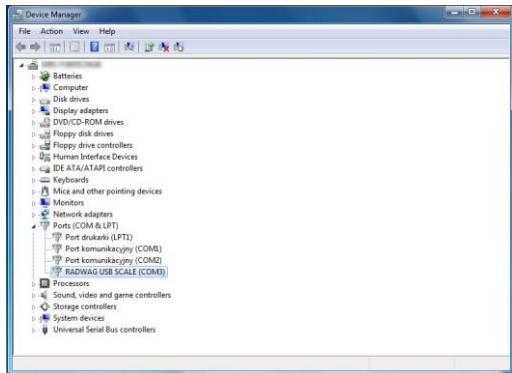 Device Manager
File Action View Help
Batteries
Computer
Disk drives
Display adapters
DVD/CD-ROM drives
Floppy disk drives
Floppy drive controllers
Human Interface Devices
IDE ATA/ATAPI controllers
Keyboards
Mice and other pointing devices
Monitors
Network adapters
Ports (COM & LPT)
Port drukarki (LPT1)
Port komunikacyjny (COM1)
Port komunikacyjny (COM2)
RADWAG USB SCALE (COM3)
Processors
Sound, video and game controllers
Storage controllers
System devices
Universal Serial Bus controllers